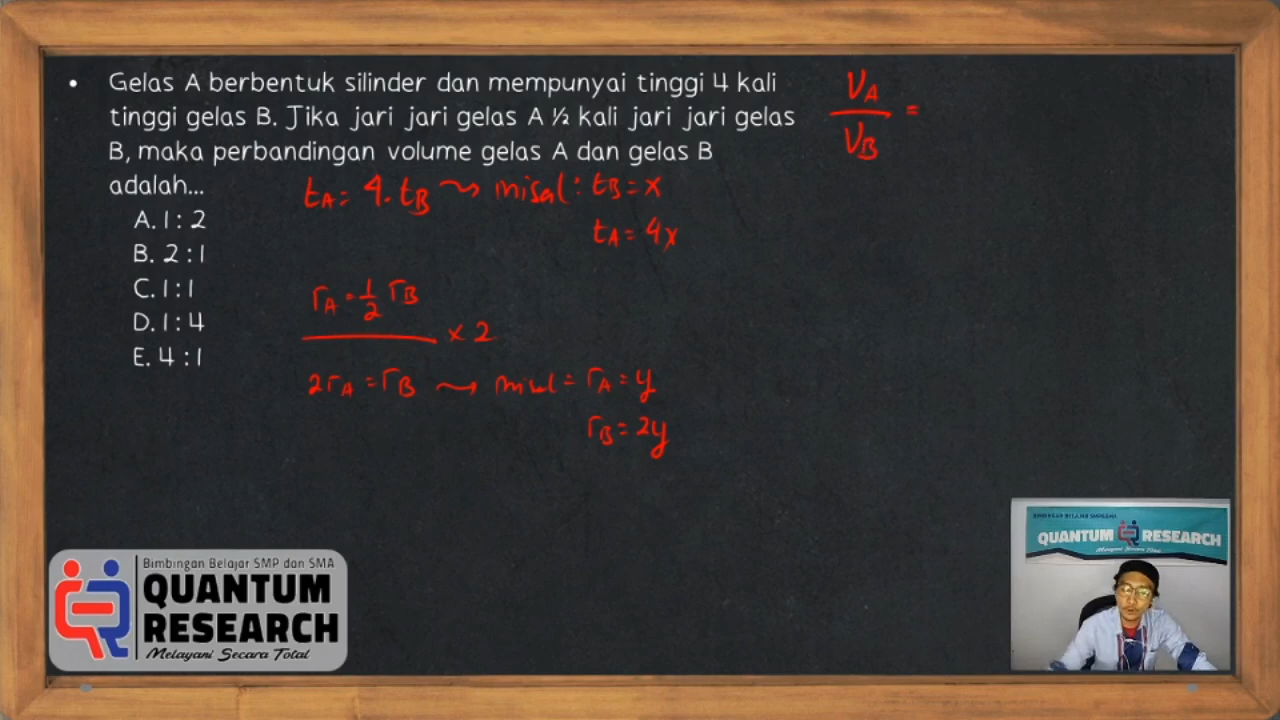 • Gelas A berbentuk silinder dan mempunyai tinggi 4 kali
tinggi gelas B. Jika jari jari gelas A ½ kali jari jari gelas
B, maka perbandingan volume gelas A dan gelas B
adalah...
A. 1 : 2
B. 2 : 1
C. 1 : 1
D. 1 : 4
E. 4 : 1
tA = 4. tB ~> misal : tB = x
tA = 4x
rA = 1/2 rB
x 2
2rA = rB ~> misal = rA = y
rB = 2y
VA/VB =
Bimbingan Belajar SMP dan SMA
QUANTUM
RESEARCH
Melayani Secara Total
QUANTUM RESEARCH
Melayani Secara Total